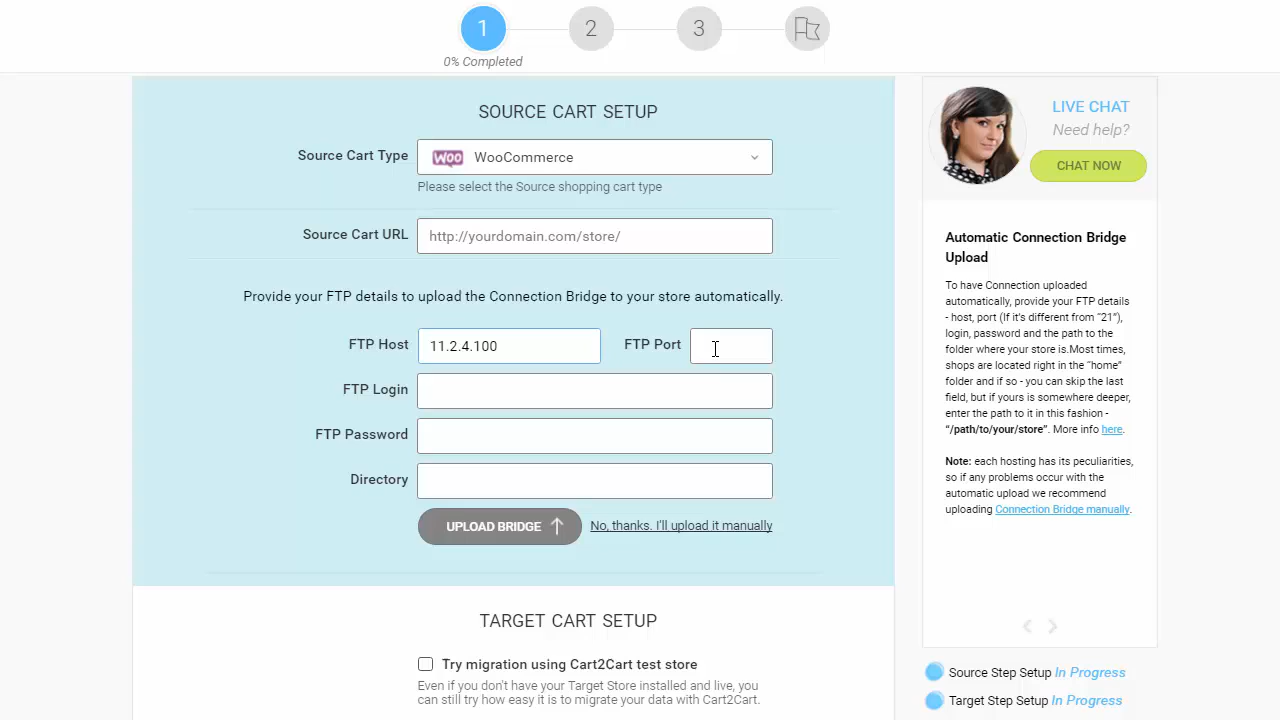 1
2
3
0% Completed
SOURCE CART SETUP
Source Cart Type
WOO
WooCommerce
Please select the Source shopping cart type
Source Cart URL
http://yourdomain.com/store/
Provide your FTP details to upload the Connection Bridge to your store automatically.
FTP Host
11.2.4.100
FTP Port
FTP Login
FTP Password
Directory
UPLOAD BRIDGE
No, thanks. I'll upload it manually
TARGET CART SETUP
Try migration using Cart2Cart test store
Even if you don't have your Target Store installed and live, you
can still try how easy it is to migrate your data with Cart2Cart.
LIVE CHAT
Need help?
CHAT NOW
Automatic Connection Bridge
Upload
To have Connection uploaded
automatically, provide your FTP details
- host, port (If it's different from “21”),
login, password and the path to the
folder where your store is.Most times,
shops are located right in the “home”
folder and if so - you can skip the last
field, but if yours is somewhere deeper,
enter the path to it in this fashion -
“/path/to/your/store”. More info here.
Note: each hosting has its peculiarities,
so if any problems occur with the
automatic upload we recommend
uploading Connection Bridge manually.
Source Step Setup In Progress
Target Step Setup In Progress